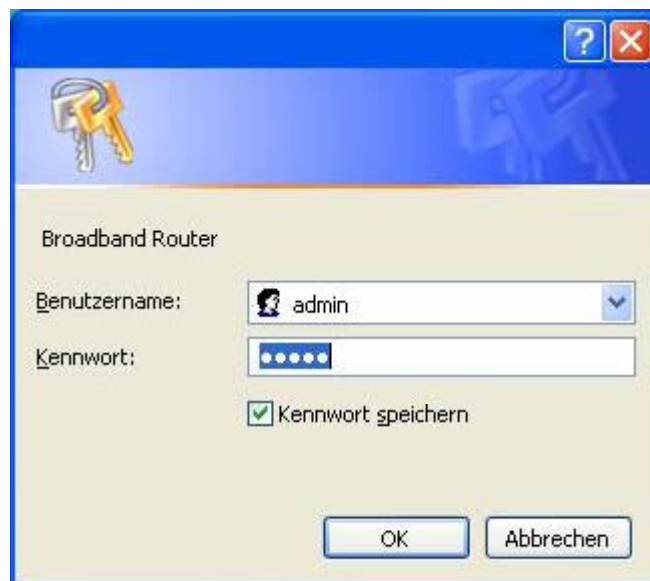 Broadband Router
Benutzername:
admin
Kennwort:
•••••
Kennwort speichern
OK
Abbrechen